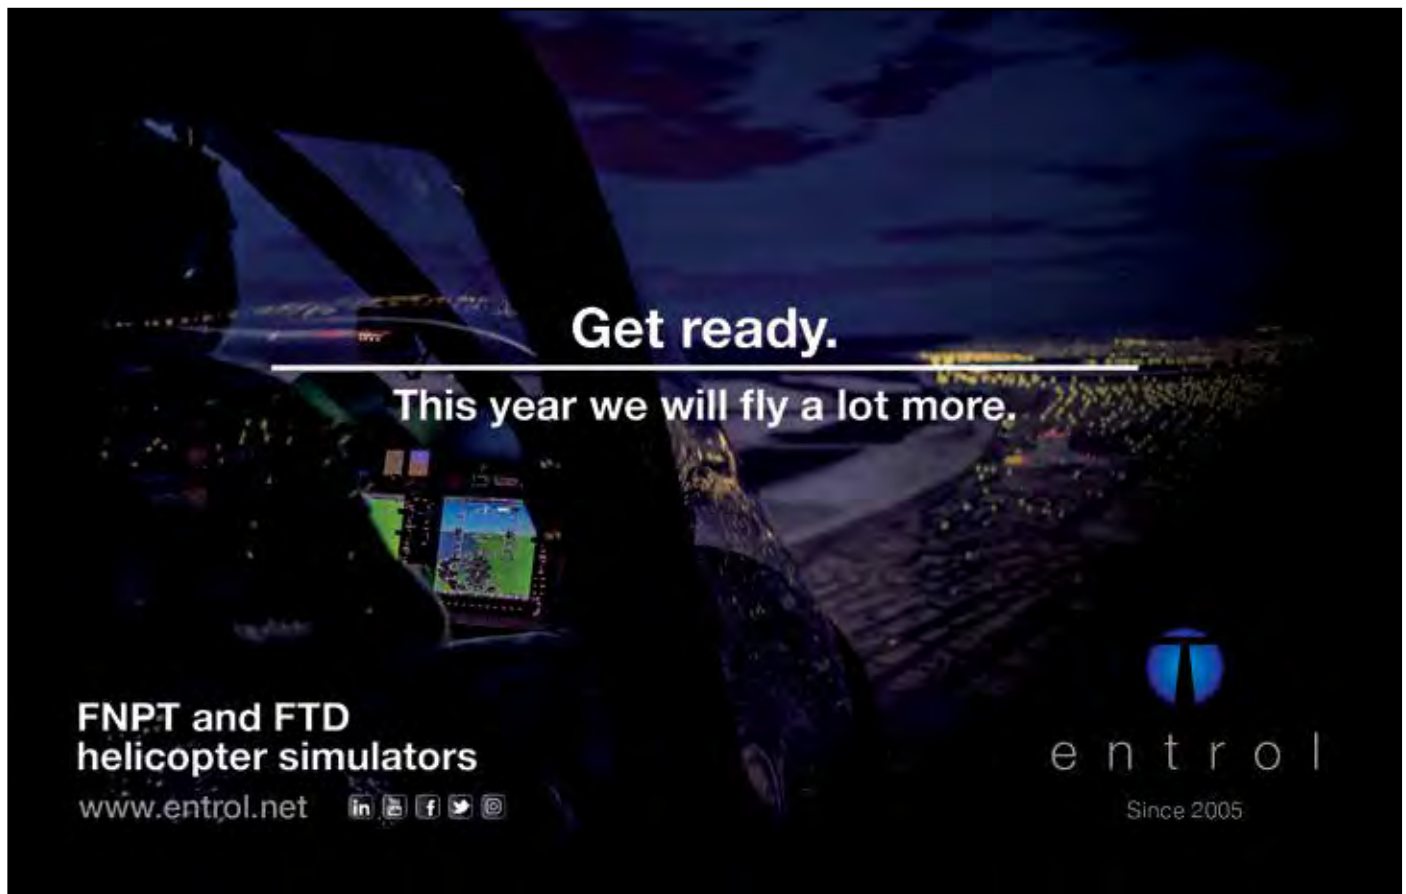 Get ready.
This year we will fly a lot more.
FNPT and FTD
helicopter simulators
www.entrol.net
entrol
Since 2005